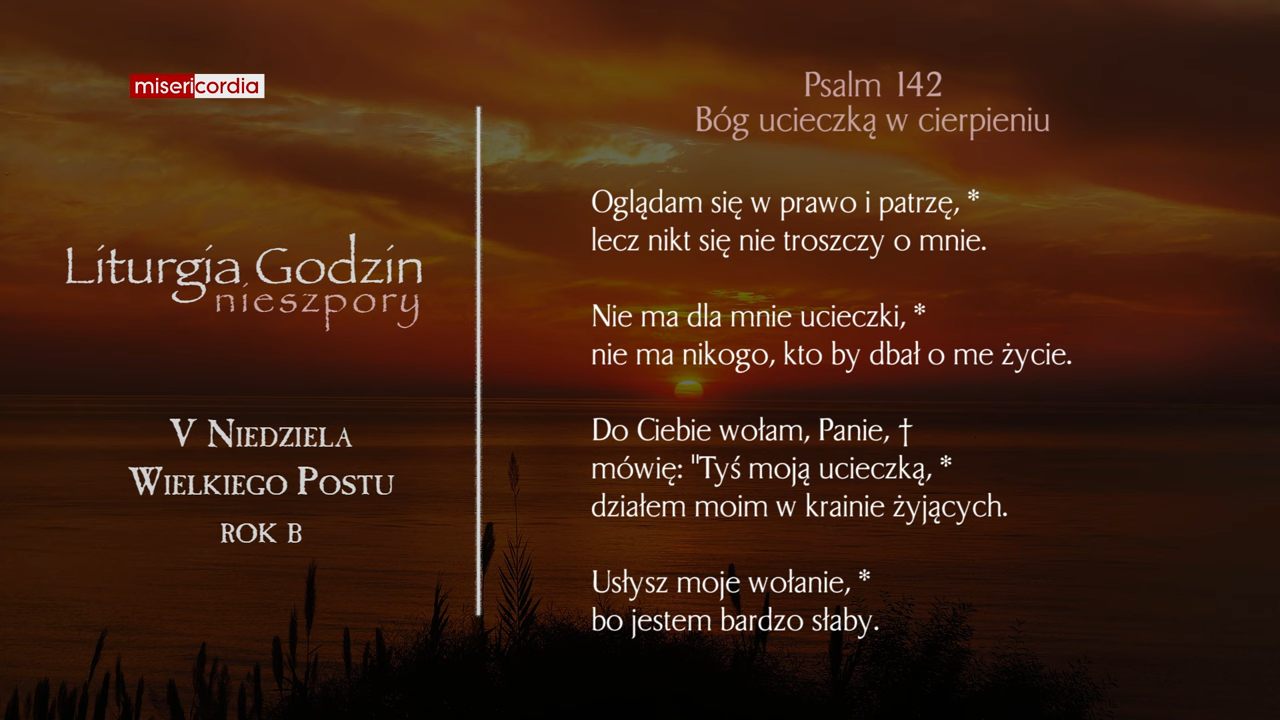 misericordia
Liturgia Godzin
nieszpory
V Niedziela
Wielkiego Postu
rok B
Psalm 142
Bóg ucieczką w cierpieniu
Oglądam się w prawo i patrzę, *
lecz nikt się nie troszczy o mnie.
Nie ma dla mnie ucieczki, *
nie ma nikogo, kto by dbał o me życie.
Do Ciebie wołam, Panie, †
mówię: "Tyś moją ucieczką, *
działem moim w krainie żyjących.
Usłysz moje wołanie, *
bo jestem bardzo słaby.